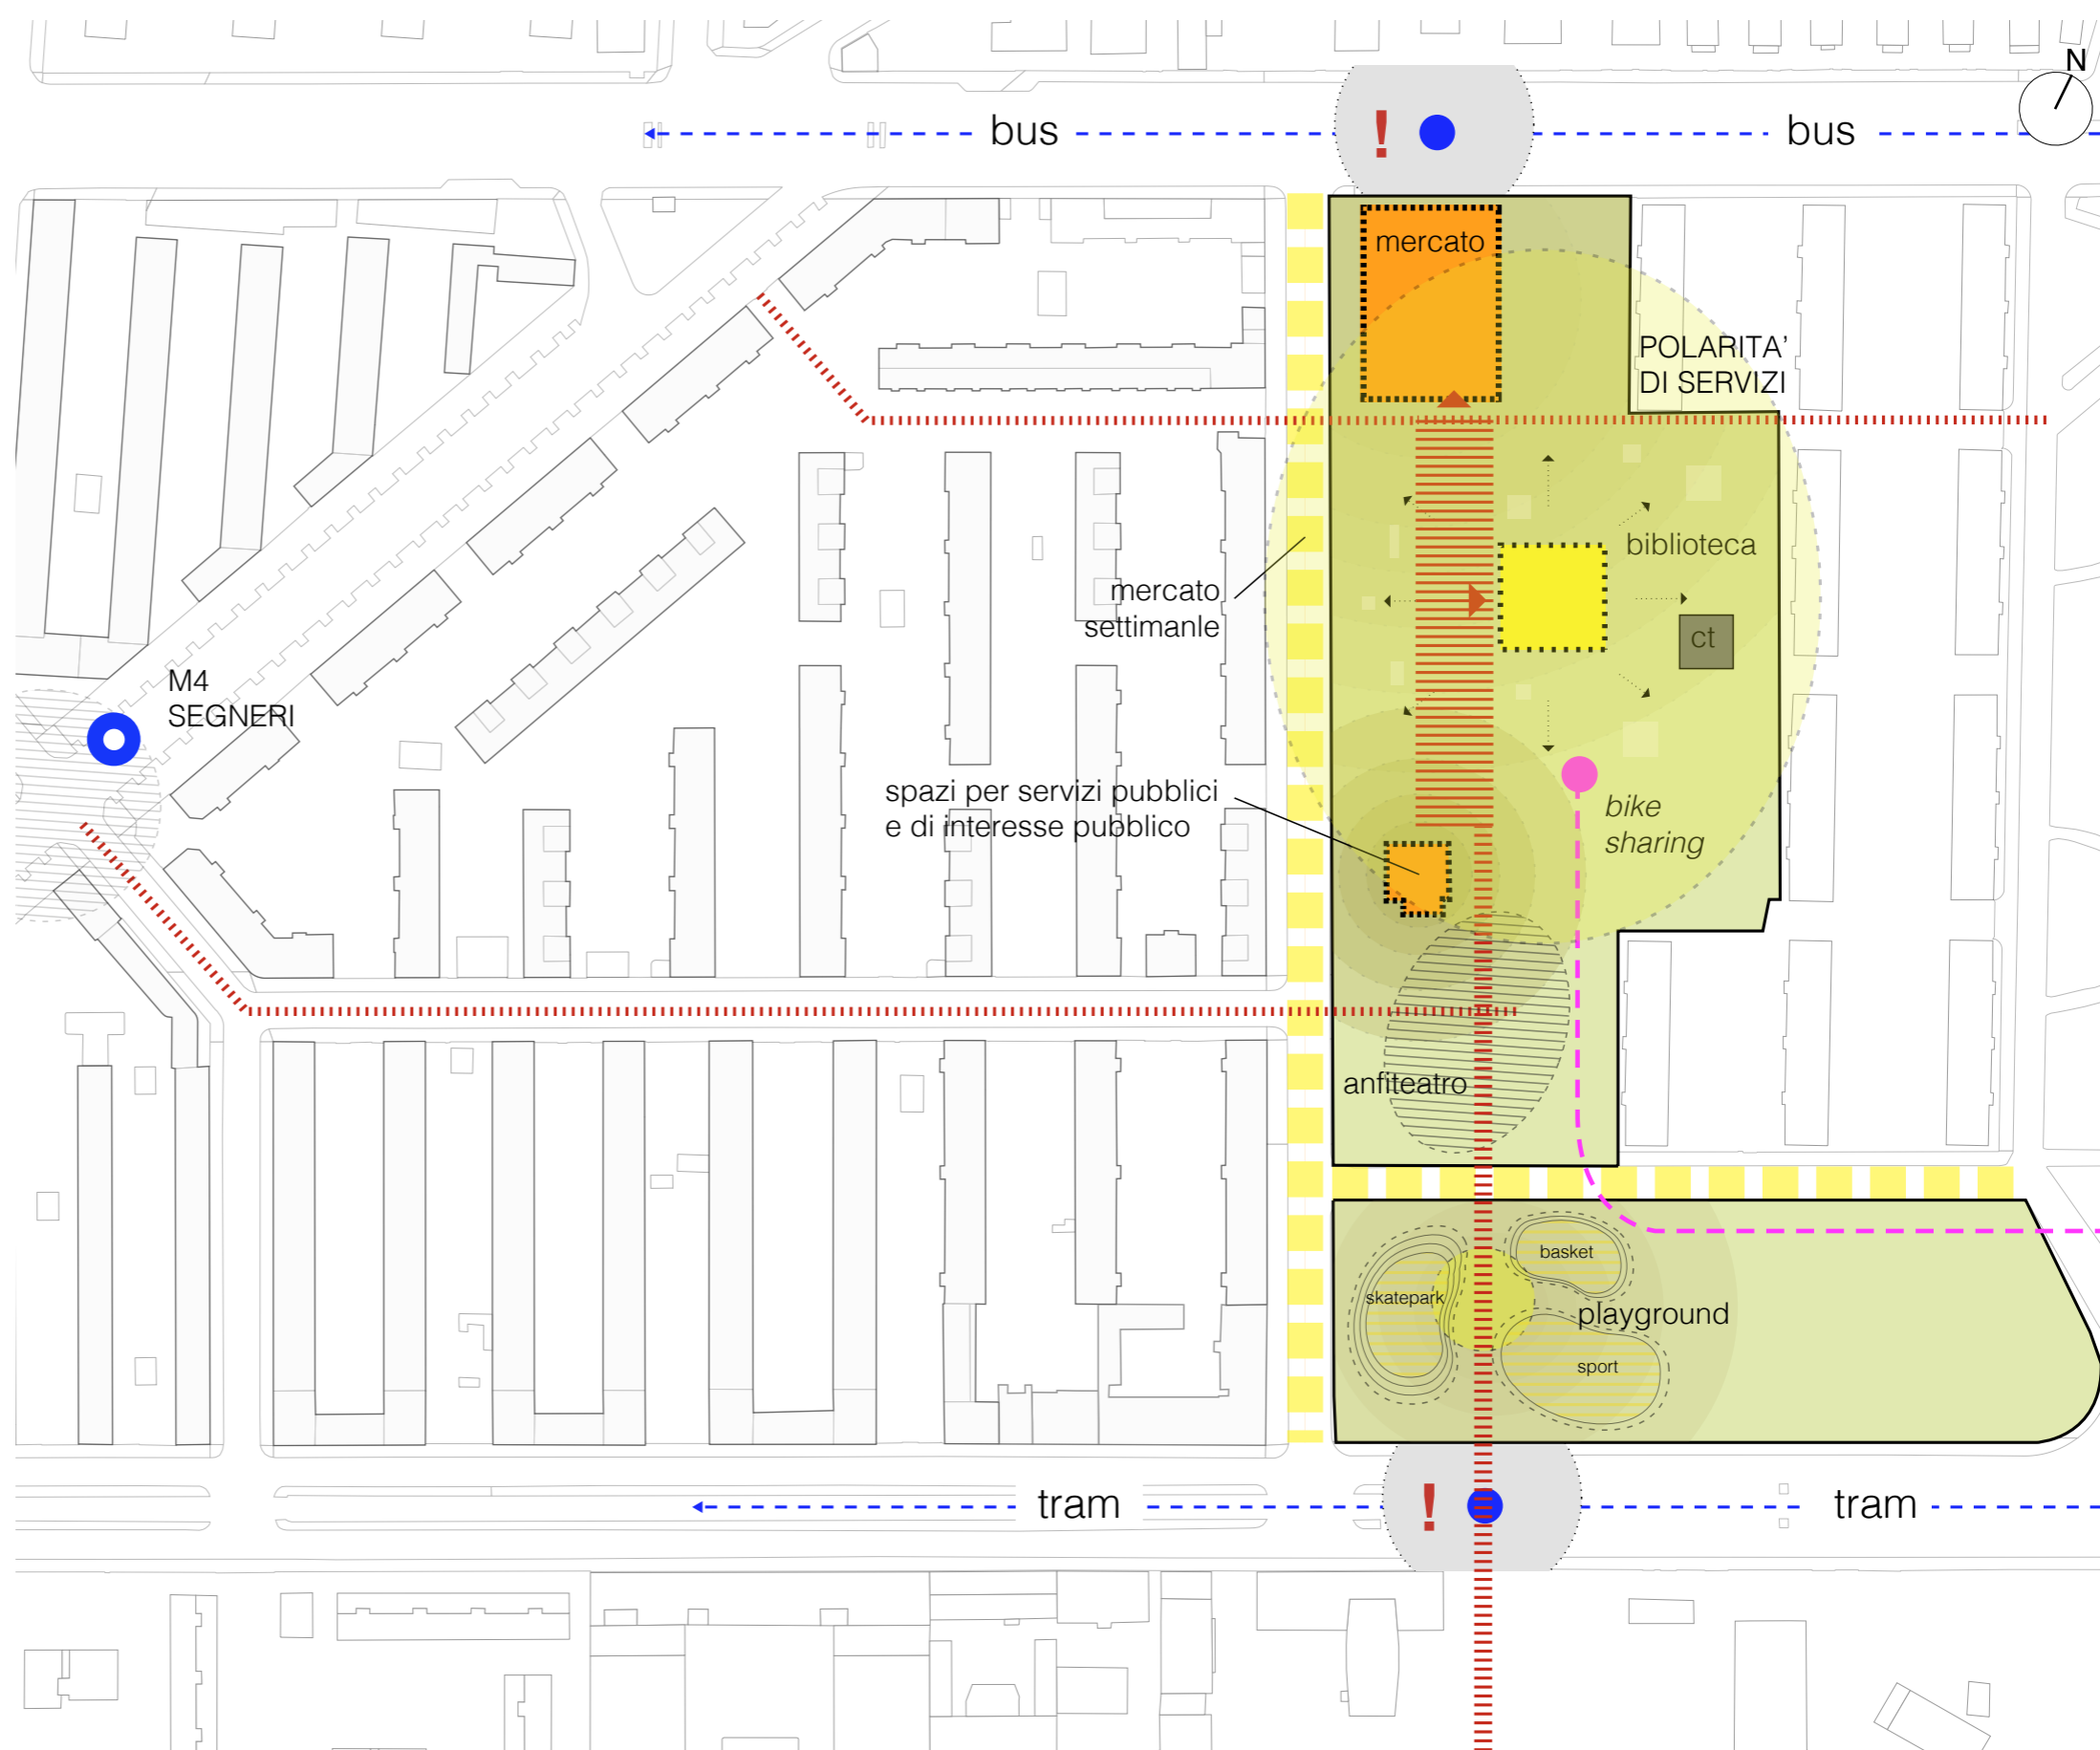 N
bus
!
bus
mercato
POLARITA'
DI SERVIZI
biblioteca
mercato
settimanle
ct
M4
SEGNERI
spazi per servizi pubblici
e di interesse pubblico
bike
sharing
anfiteatro
basket
skatepark
playground
sport
tram
!
tram